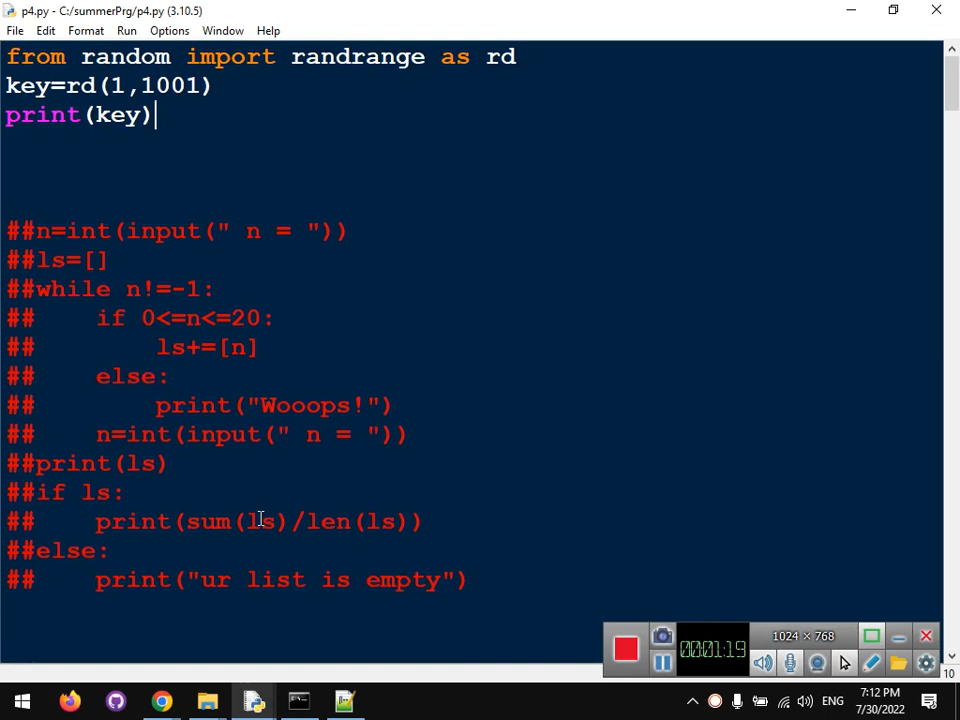 p4.py - C:/summerPrg/p4.py (3.10.5)
File Edit Format Run Options Window Help
from random import randrange as rd
key=rd(1,1001)
print(key)
##n=int(input(" n = "))
##ls=[]
##while n!=-1:
##    if 0<=n<=20:
##        ls+=[n]
##    else:
##        print("Wooops!")
##    n=int(input(" n = "))
##print(ls)
##if ls:
##    print(sum(ls)/len(ls))
##else:
##    print("ur list is empty")
000:01:19
1024 × 768
10
ENG
7:12 PM
7/30/2022